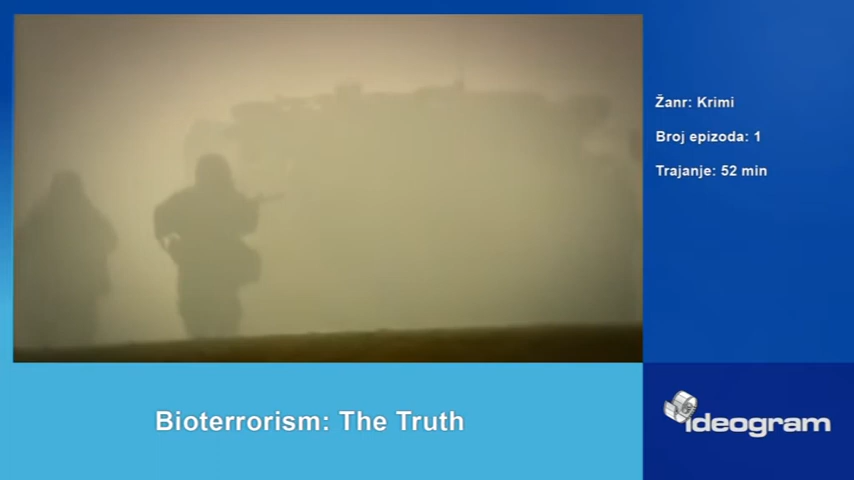 Žanr: Krimi
Broj epizoda: 1
Trajanje: 52 min
Bioterrorism: The Truth
ideogram